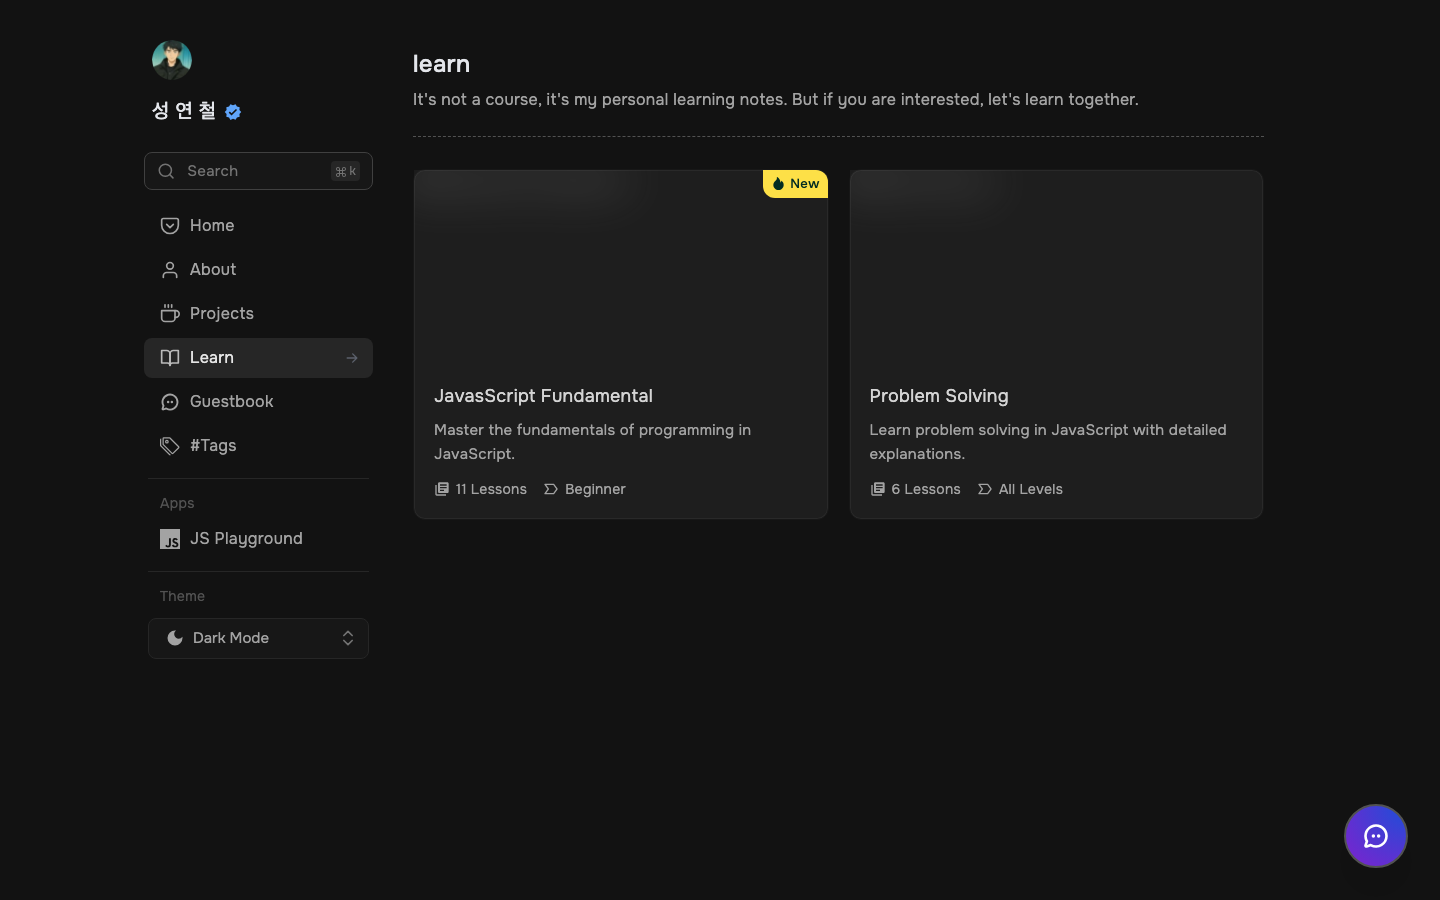 성 연 철
Search
⌘ k
Home
About
Projects
Learn
Guestbook
#Tags
Apps
JS
JS Playground
Theme
Dark Mode
learn
It's not a course, it's my personal learning notes. But if you are interested, let's learn together.
New
JavasScript Fundamental
Master the fundamentals of programming in
JavaScript.
11 Lessons
Beginner
Problem Solving
Learn problem solving in JavaScript with detailed
explanations.
6 Lessons
All Levels